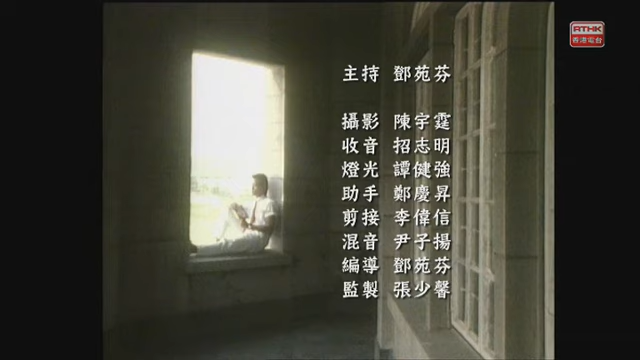 RTHK
香港電台
主持 鄧苑芬
攝影 陳宇霆
收音 招志明
燈光 譚健強
助手 鄭慶昇
剪接 李偉信
混音 尹子揚
編導 鄧苑芬
監製 張少馨